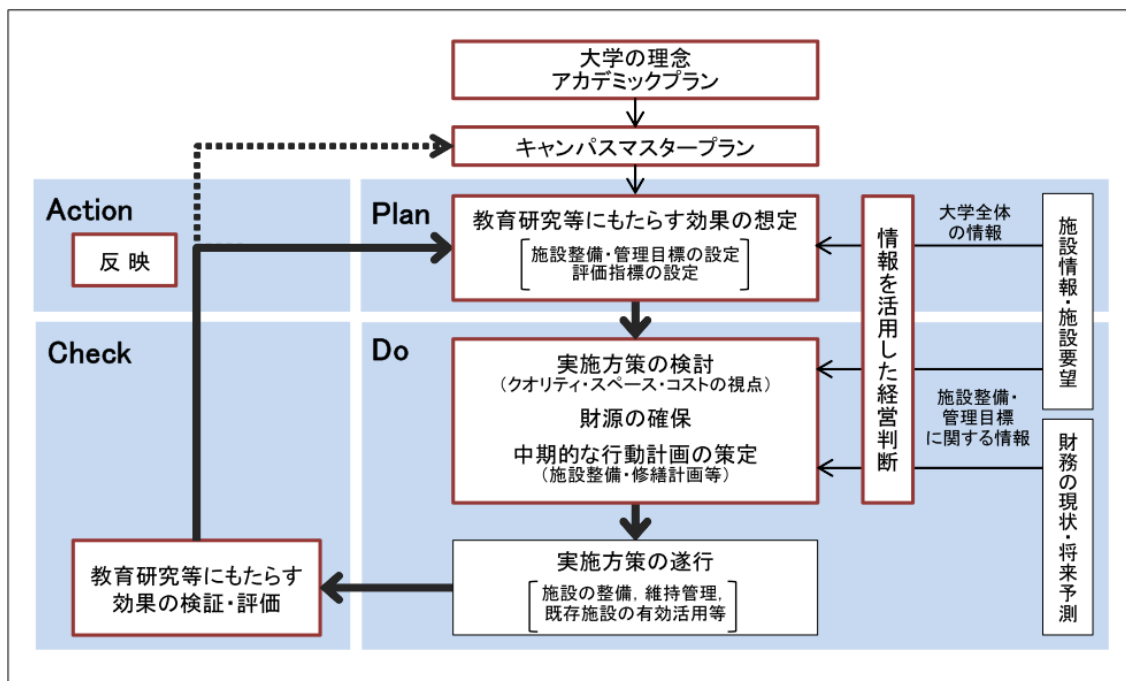 大学の理念
アカデミックプラン
キャンパスマスタープラン
Action
反 映
Plan
教育研究等にもたらす効果の想定
施設整備・管理目標の設定
評価指標の設定
大学全体
の情報
情報を活用した経営判断
施設情報・施設要望
Check
Do
実施方策の検討
(クオリティ・スペース・コストの視点)
財源の確保
中期的な行動計画の策定
(施設整備・修繕計画等)
施設整備・
管理目標
に関する情報
財務の現状・将来予測
教育研究等にもたらす
効果の検証・評価
実施方策の遂行
施設の整備, 維持管理,
既存施設の有効活用等